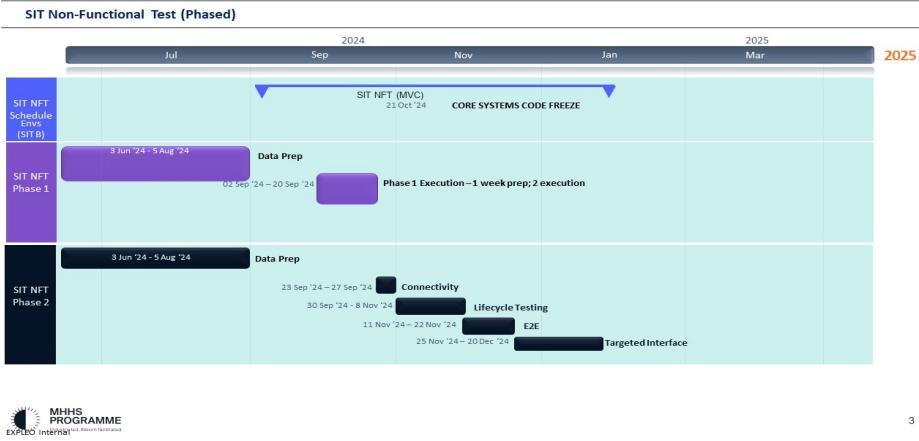 SIT Non-Functional Test (Phased)
2024
2025
Jul
Sep
Nov
Jan
Mar
2025
SIT NFT
Schedule
Envs
(SIT B)
SIT NFT (MVC)
21 Oct '24
CORE SYSTEMS CODE FREEZE
SIT NFT
Phase 1
3 Jun '24 - 5 Aug '24
Data Prep
02 Sep '24 – 20 Sep '24
Phase 1 Execution – 1 week prep; 2 execution
SIT NFT
Phase 2
3 Jun '24 - 5 Aug '24
Data Prep
23 Sep '24 – 27 Sep '24
Connectivity
30 Sep '24 - 8 Nov '24
Lifecycle Testing
11 Nov '24 – 22 Nov '24
E2E
25 Nov '24 – 20 Dec '24
Targeted Interface
MHHS
PROGRAMME
EXPLEO Internal
3